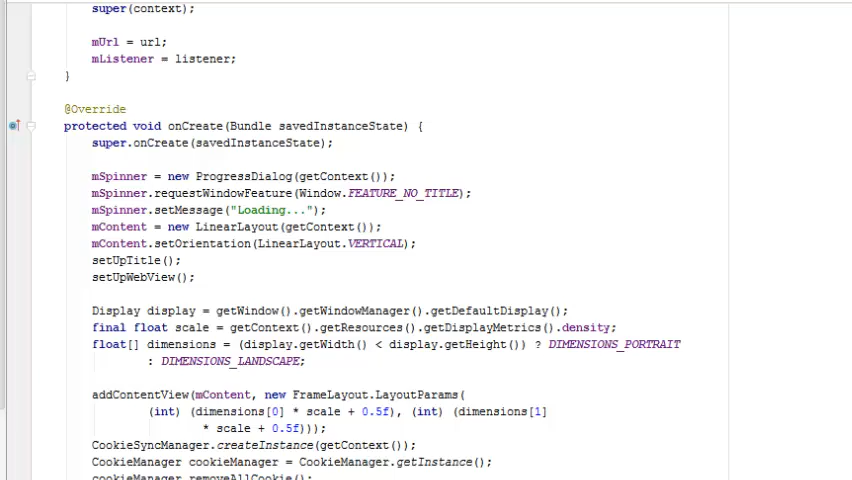 super(context);
mUrl = url;
mListener = listener;
}
@Override
protected void onCreate(Bundle savedInstanceState) {
super.onCreate(savedInstanceState);
mSpinner = new ProgressDialog(getContext());
mSpinner.requestWindowFeature(Window.FEATURE_NO_TITLE);
mSpinner.setMessage("Loading...");
mContent = new LinearLayout(getContext());
mContent.setOrientation(LinearLayout.VERTICAL);
setUpTitle();
setUpWebView();
Display display = getWindow().getWindowManager().getDefaultDisplay();
final float scale = getContext().getResources().getDisplayMetrics().density;
float[] dimensions = (display.getWidth() < display.getHeight()) ? DIMENSIONS_PORTRAIT
: DIMENSIONS_LANDSCAPE;
addContentView(mContent, new FrameLayout.LayoutParams(
(int) (dimensions[0] * scale + 0.5f), (int) (dimensions[1]
* scale + 0.5f)));
CookieSyncManager.createInstance(getContext());
CookieManager cookieManager = CookieManager.getInstance();
cookieManager.removeAllCookie();